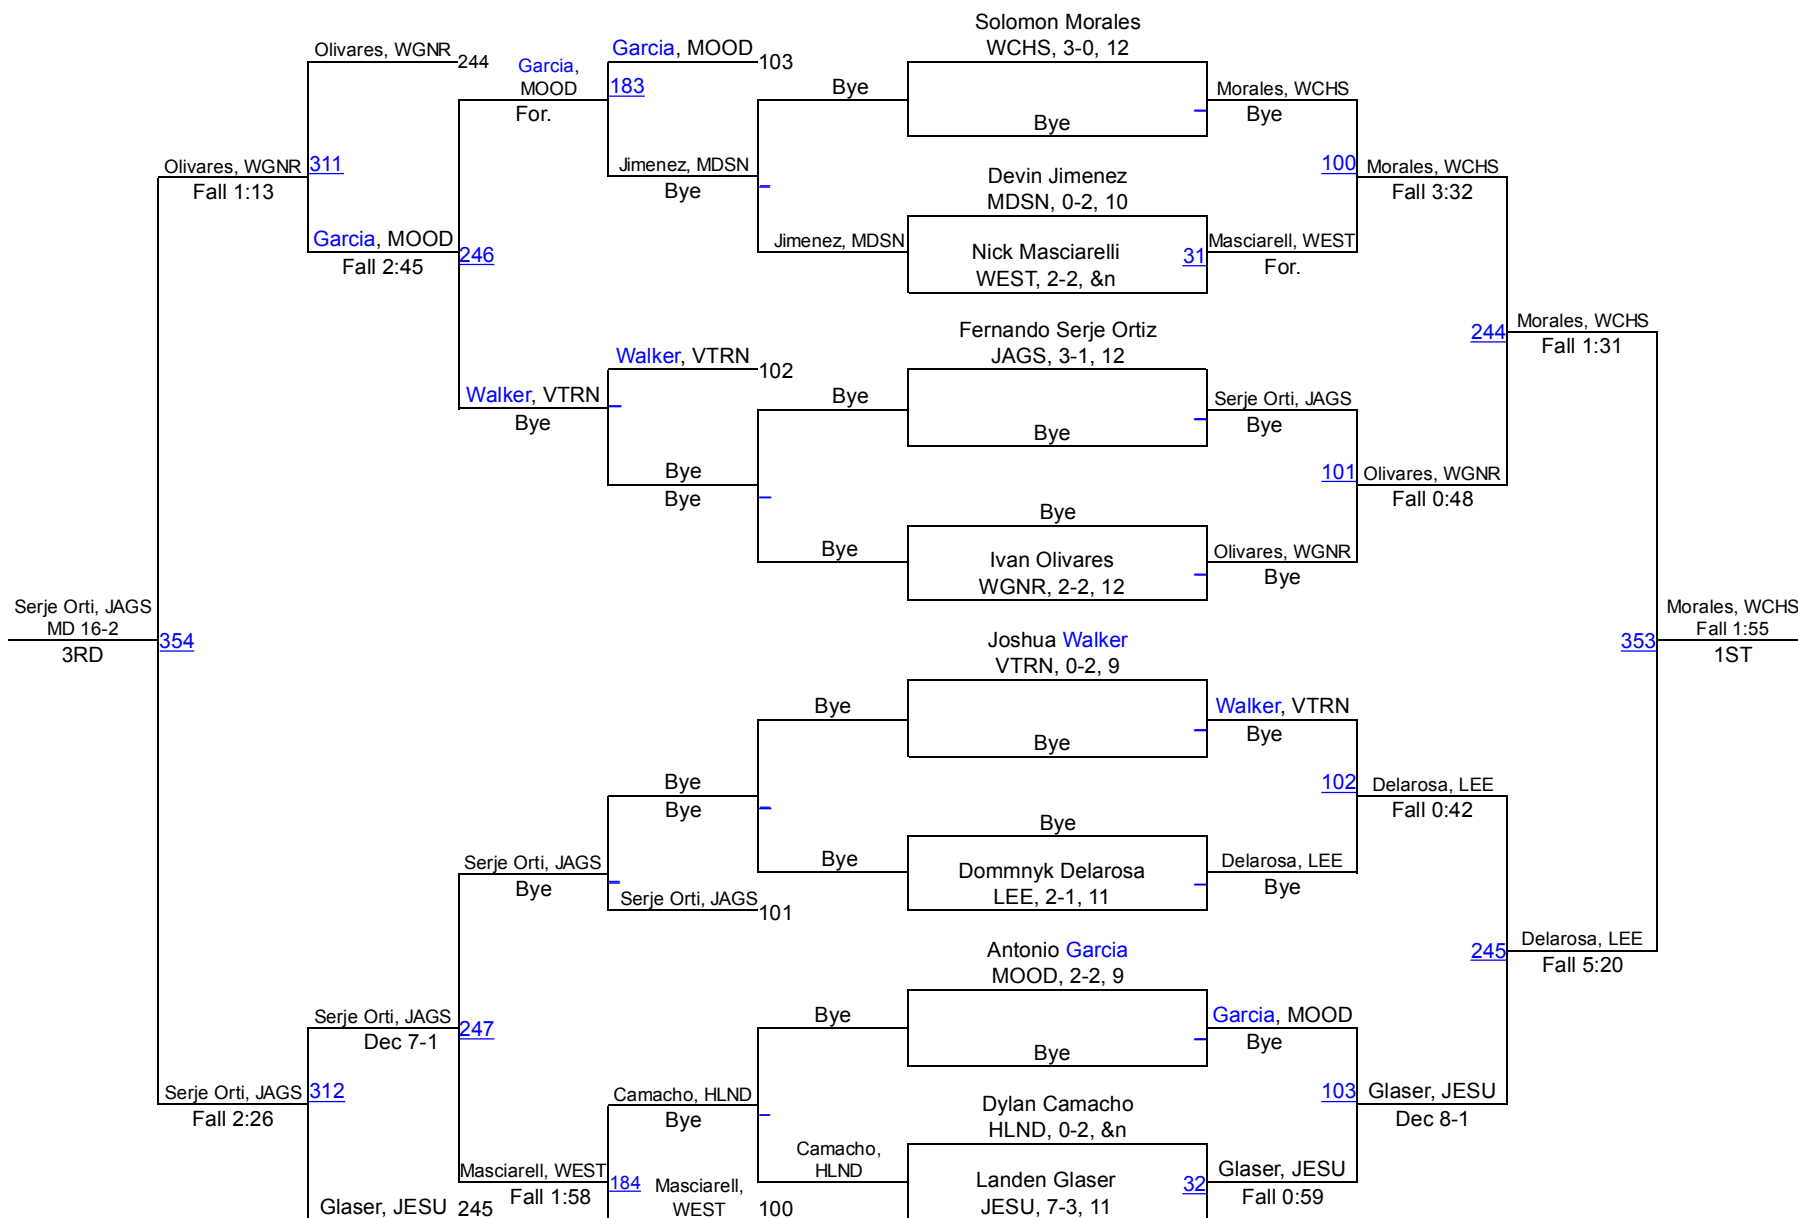 Solomon Morales
WCHS, 3-0, 12
Olivares, WGNR
244
Garcia,
MOOD
For.
Garcia, MOOD
103
183
Bye
Bye
Morales, WCHS
Bye
Olivares, WGNR
Fall 1:13
311
Jimenez, MDSN
Bye
Devin Jimenez
MDSN, 0-2, 10
100
Morales, WCHS
Fall 3:32
Garcia, MOOD
Fall 2:45
246
Jimenez, MDSN
Nick Masciarelli
WEST, 2-2, &n
31
Masciarell, WEST
For.
Fernando Serje Ortiz
JAGS, 3-1, 12
244
Morales, WCHS
Fall 1:31
Walker, VTRN
102
Walker, VTRN
Bye
Bye
Bye
Serje Orti, JAGS
Bye
Bye
Bye
101
Olivares, WGNR
Fall 0:48
Bye
Bye
Ivan Olivares
WGNR, 2-2, 12
Olivares, WGNR
Bye
Serje Orti, JAGS
MD 16-2
3RD
354
Joshua Walker
VTRN, 0-2, 9
353
Morales, WCHS
Fall 1:55
1ST
Bye
Bye
Walker, VTRN
Bye
Bye
Bye
102
Delarosa, LEE
Fall 0:42
Bye
Serje Orti, JAGS
Bye
Bye
Dommnyk Delarosa
LEE, 2-1, 11
Delarosa, LEE
Bye
Serje Orti, JAGS
101
Antonio Garcia
MOOD, 2-2, 9
245
Delarosa, LEE
Fall 5:20
Serje Orti, JAGS
Dec 7-1
247
Bye
Bye
Garcia, MOOD
Bye
Serje Orti, JAGS
Fall 2:26
312
Camacho, HLND
Bye
Dylan Camacho
HLND, 0-2, &n
103
Glaser, JESU
Dec 8-1
Camacho,
HLND
Masciarell, WEST
Fall 1:58
184
Masciarell,
WEST
100
Landen Glaser
JESU, 7-3, 11
32
Glaser, JESU
Fall 0:59
Glaser, JESU
245